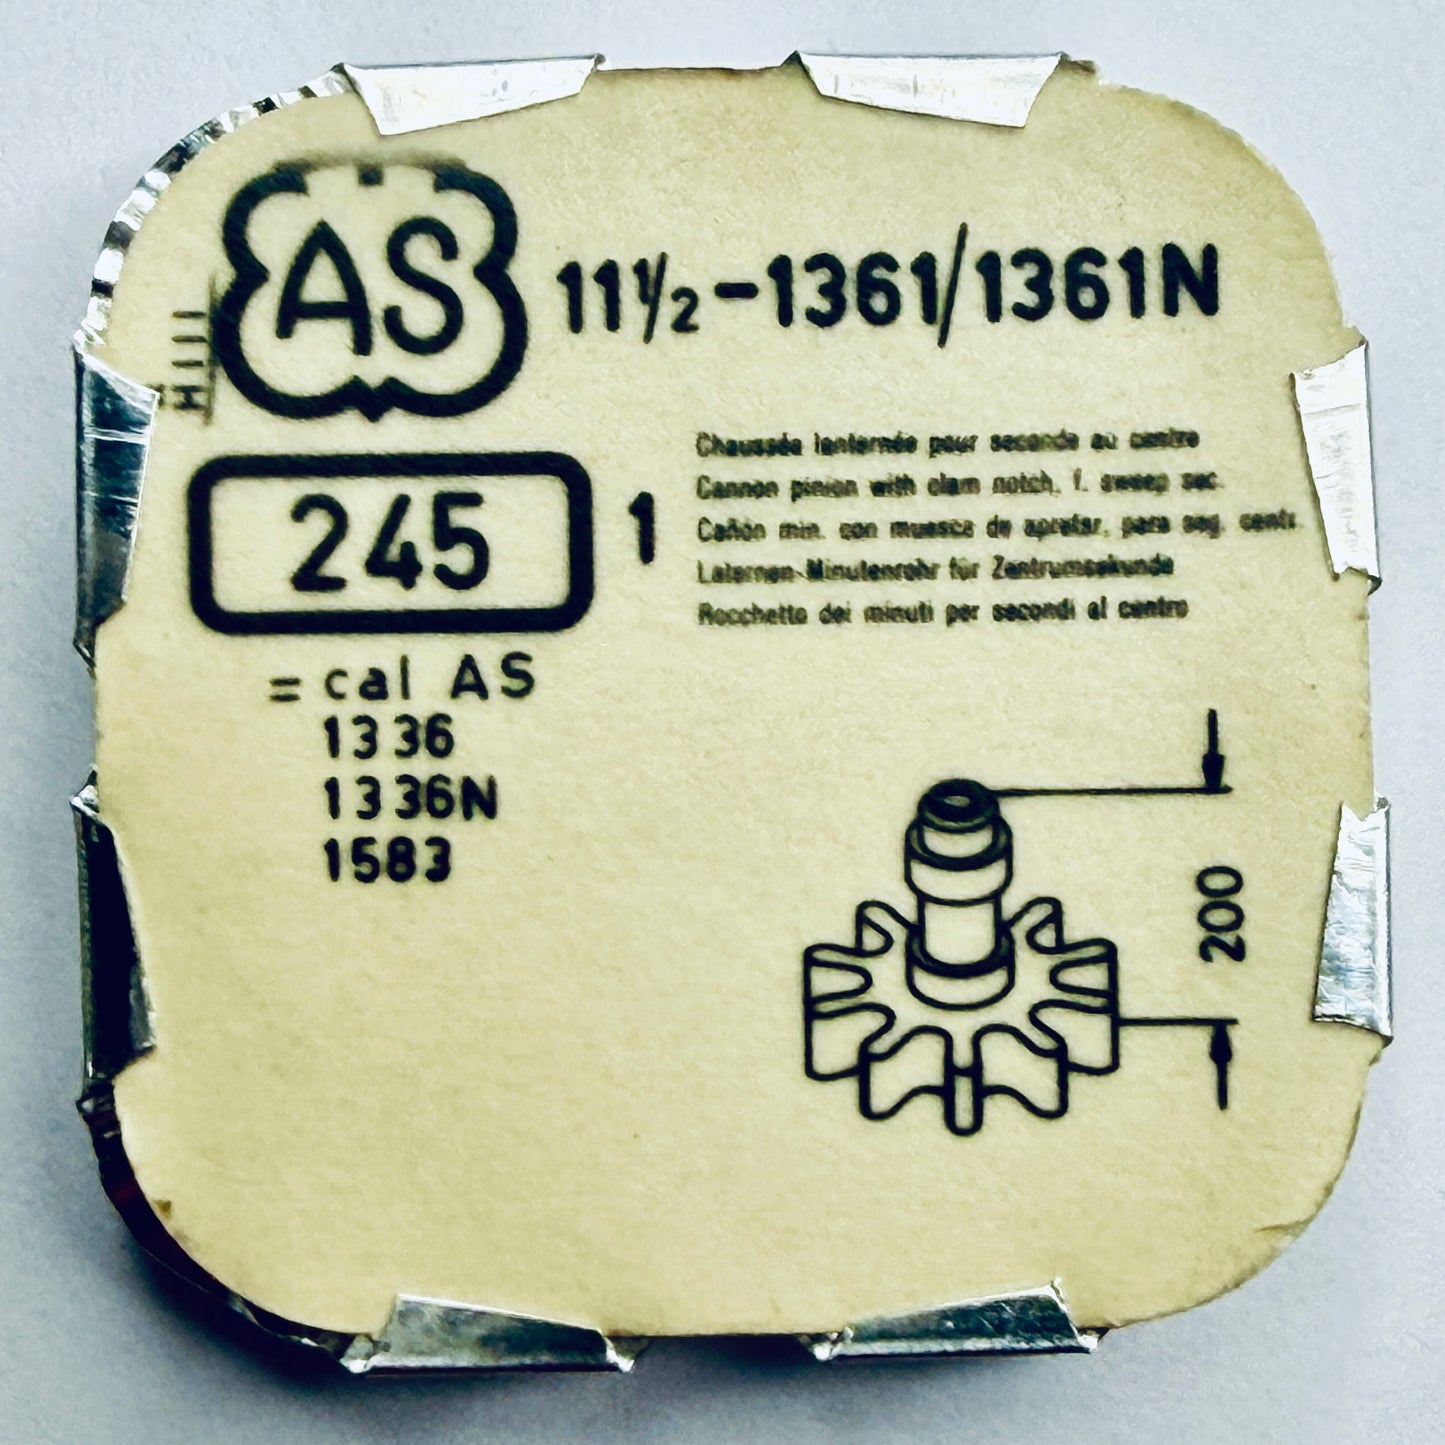 AS
11½-1361/1361N
HIII
245
1
Chaussée lanternée pour seconde au centre
Cannon pinion with clam notch, f. sweep sec.
Cañon min. con muesca de apretar, para seg. centr.
Laternen-Minutenrohr für Zentrumsekunde
Rocchetto dei minuti per secondi al centro
= cal AS
1336
1336N
1583
200